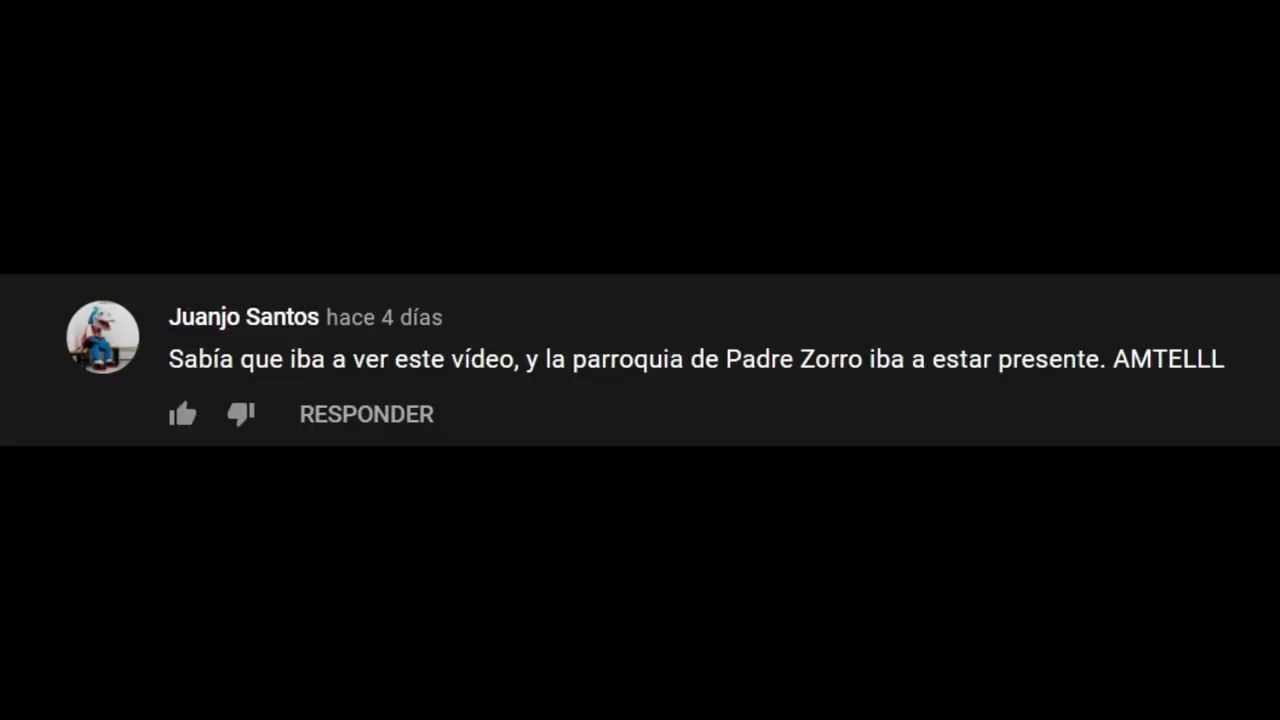 Juanjo Santos hace 4 días
Sabía que iba a ver este vídeo, y la parroquia de Padre Zorro iba a estar presente. AMTELLL
RESPONDER